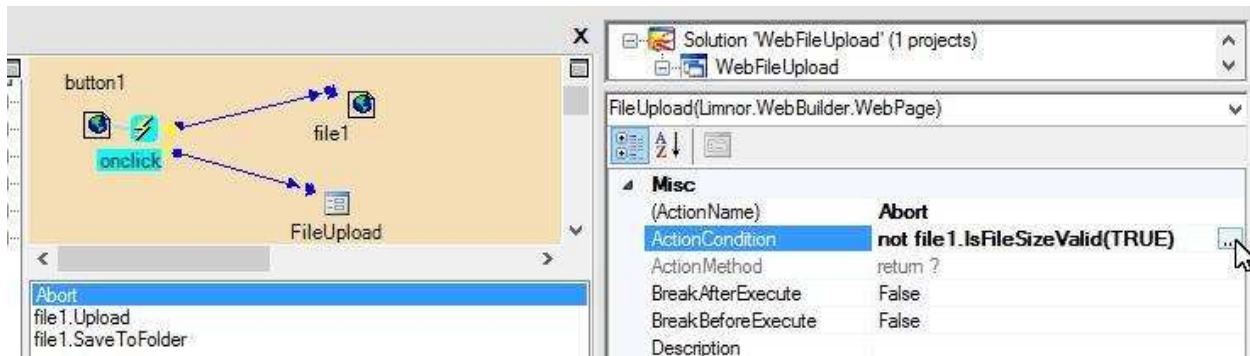 X
button1
file1
onclick
FileUpload
Abort
file1.Upload
file1.SaveToFolder
Solution 'WebFileUpload' (1 projects)
WebFileUpload
FileUpload(Limnor.WebBuilder.WebPage)
A
Z
Misc
(ActionName) Abort
ActionCondition not file1.IsFileSizeValid(TRUE) ...
ActionMethod return ?
BreakAfterExecute False
BreakBeforeExecute False
Description